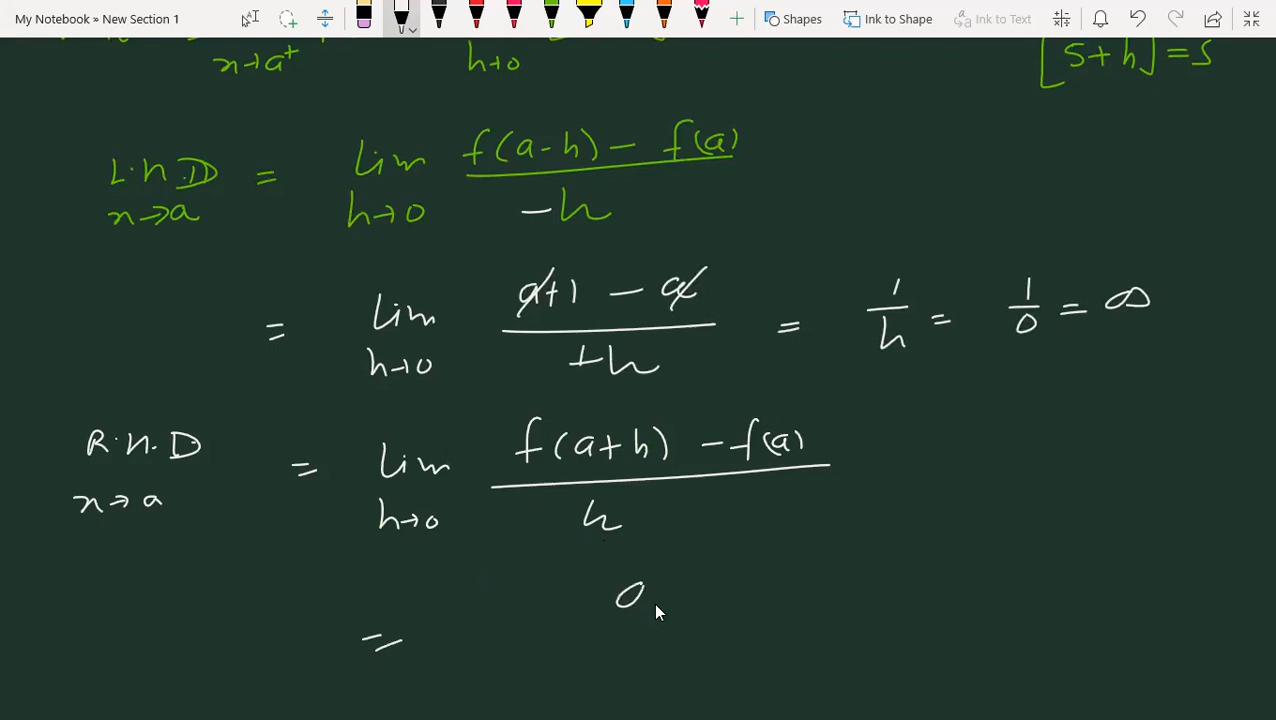 My Notebook » New Section 1
Shapes
Ink to Shape
Ink to Text
x→a⁺
h→0
[5+h] = 5
L.H.D = lim f(a-h) - f(a)
x→a h→0 -h
= lim a+1 - a = 1/h = 1/0 = ∞
h→0 +h
R.H.D = lim f(a+h) - f(a)
x→a h→0 h
0
=